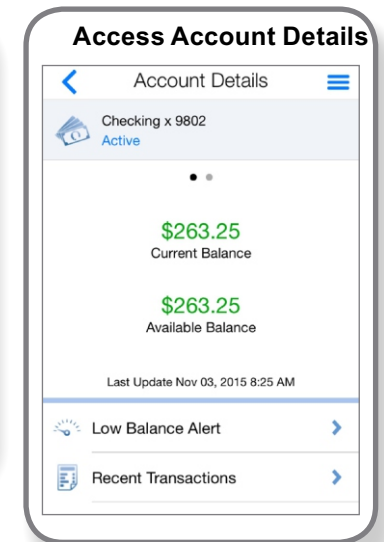 Access Account Details
Account Details
Checking x 9802
Active
$263.25
Current Balance
$263.25
Available Balance
Last Update Nov 03, 2015 8:25 AM
Low Balance Alert
Recent Transactions